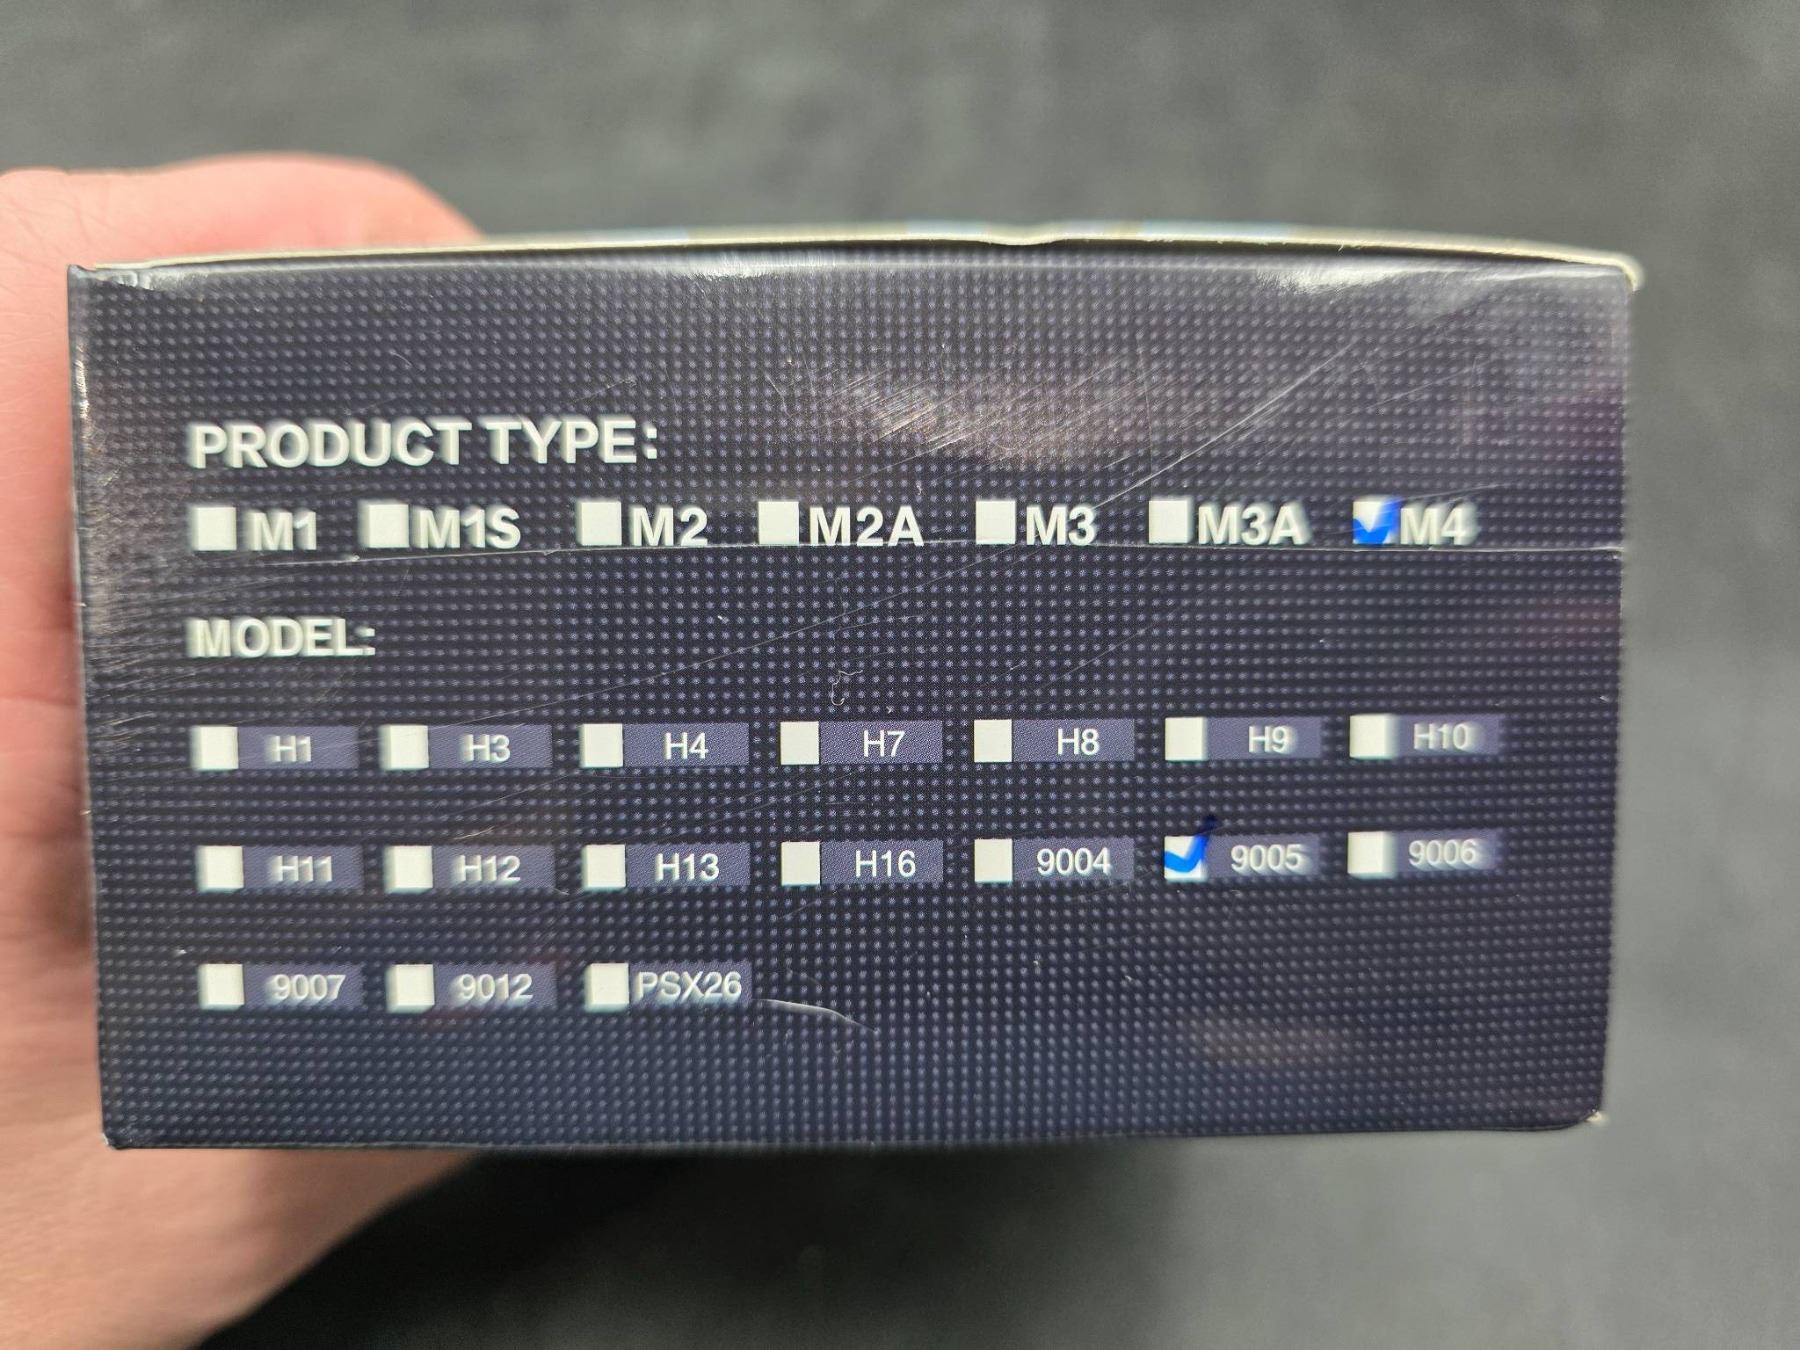 PRODUCT TYPE:
M1 M1S M2 M2A M3 M3A M4
MODEL:
H1 H3 H4 H7 H8 H9 H10
H11 H12 H13 H16 9004 9005 9006
9007 9012 PSX26